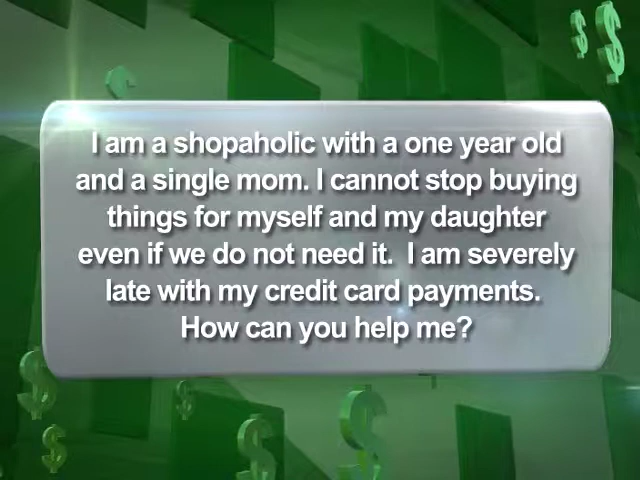 I am a shopaholic with a one year old
and a single mom. I cannot stop buying
things for myself and my daughter
even if we do not need it. I am severely
late with my credit card payments.
How can you help me?